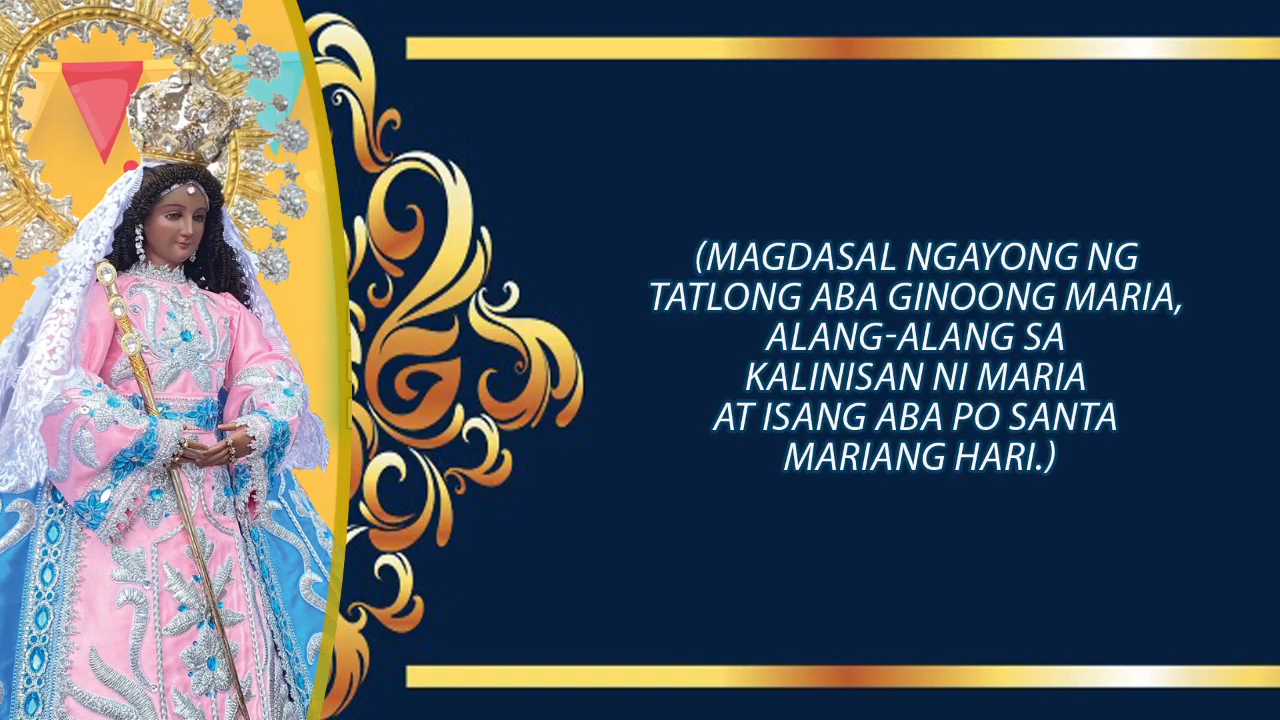 (MAGDASAL NGAYONG NG
TATLONG ABA GINOONG MARIA,
ALANG-ALANG SA
KALINISAN NI MARIA
AT ISANG ABA PO SANTA
MARIANG HARI.)